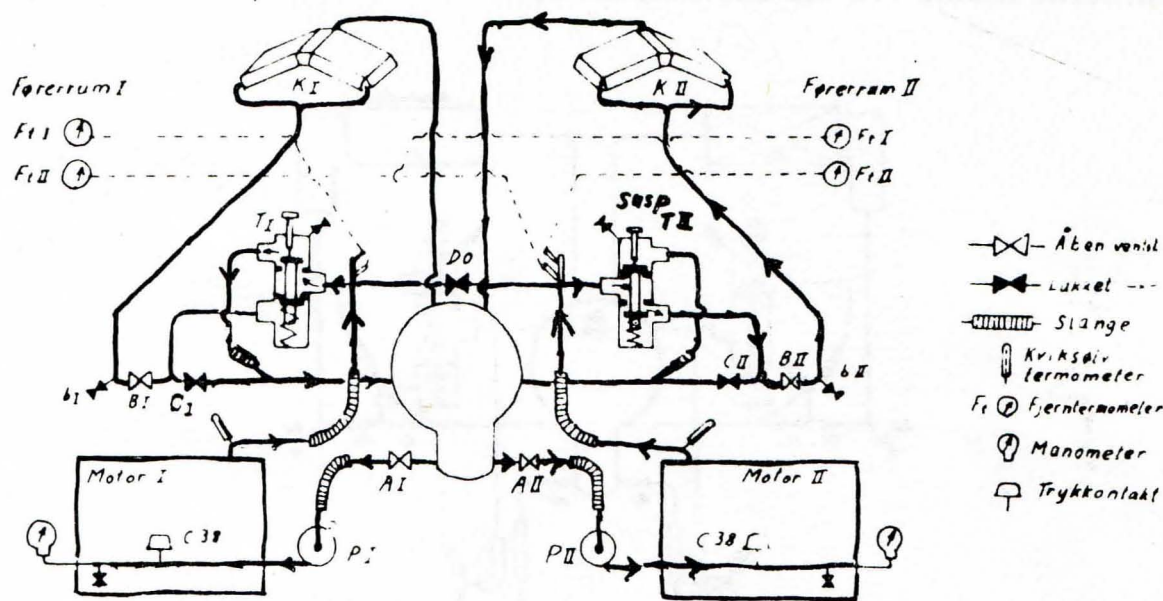 K I
K II
Førerrum I
Førerrum II
Ft I
Ft I
Ft II
Ft II
T I
Susp
T II
Do
Åben ventil
Lukket -- --
Slange
Kviksølv
termometer
Ft Fjerntermometer
Manometer
Trykkontakt
b I
B I
C I
C II
B II
b II
Motor I
A I
A II
Motor II
C 38
P I
P II
C 38